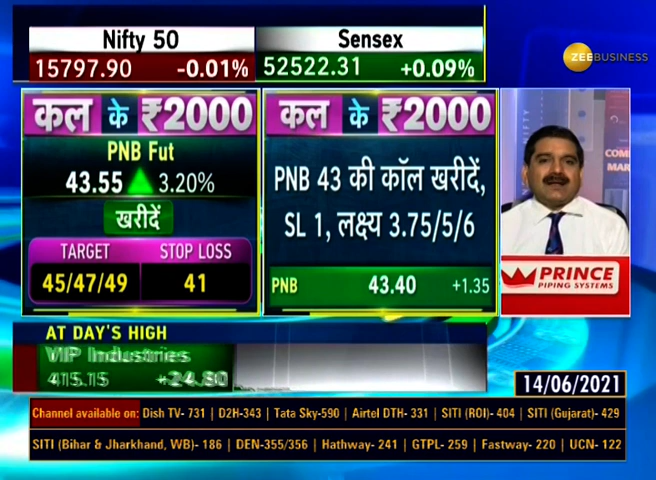 Nifty 50
15797.90 -0.01%
Sensex
52522.31 +0.09%
ZEEBUSINESS
कल के ₹2000
PNB Fut
43.55 3.20%
खरीदें
TARGET STOP LOSS
45/47/49 41
कल के ₹2000
PNB 43 की कॉल खरीदें,
SL 1, लक्ष्य 3.75/5/6
PNB 43.40 +1.35
PRINCE
PIPING SYSTEMS
AT DAY'S HIGH
VIP Industries
415.15 +24.80
14/06/2021
Channel available on: Dish TV- 731 | D2H-343 | Tata Sky-590 | Airtel DTH- 331 | SITI (ROI)- 404 | SITI (Gujarat)- 429
SITI (Bihar & Jharkhand, WB)- 186 | DEN-355/356 | Hathway- 241 | GTPL- 259 | Fastway- 220 | UCN- 122